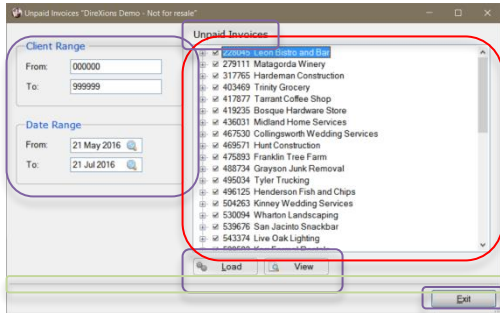 Unpaid Invoices "DireXions Demo - Not for resale"
Client Range
From: 000000
To: 999999
Date Range
From: 21 May 2016
To: 21 Jul 2016
Unpaid Invoices
228045 Leon Bistro and Bar
279111 Matagorda Winery
317765 Hardeman Construction
403469 Trinity Grocery
417877 Tarrant Coffee Shop
419235 Bosque Hardware Store
436031 Midland Home Services
467530 Collingsworth Wedding Services
469571 Hunt Construction
475893 Franklin Tree Farm
488734 Grayson Junk Removal
495034 Tyler Trucking
496125 Henderson Fish and Chips
504263 Kinney Wedding Services
530094 Wharton Landscaping
539676 San Jacinto Snackbar
543374 Live Oak Lighting
Load View
Exit